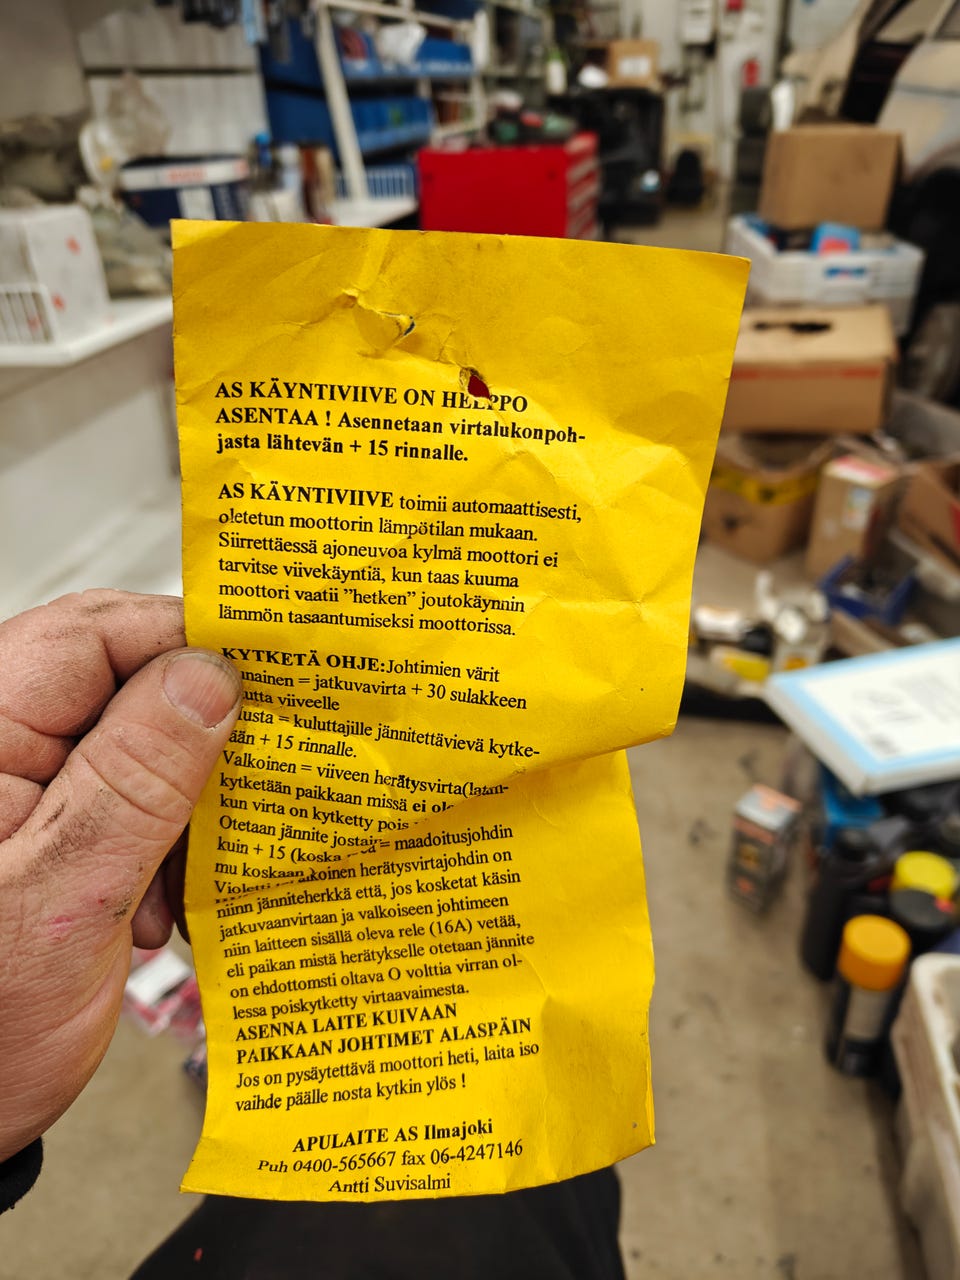 AS KÄYNTIVIIVE ON HELPPO
ASENTAA ! Asennetaan virtalukonpoh-
jasta lähtevän + 15 rinnalle.
AS KÄYNTIVIIVE toimii automaattisesti,
oletetun moottorin lämpötilan mukaan.
Siirrettäessä ajoneuvoa kylmä moottori ei
tarvitse viivekäyntiä, kun taas kuuma
moottori vaatii ”hetken” joutokäynnin
lämmön tasaantumiseksi moottorissa.
KYTKETÄ OHJE:Johtimien värit
= jatkuvavirta + 30 sulakkeen
viiveelle
= kuluttajille jännitettävievä kytke-
+ 15 rinnalle.
Valkoinen = viiveen herätysvirta
kytketään paikkaan missä ei
kun virta on kytketty pois
Otetaan jännite = maadoitusjohdin
kuin + 15 (koska
mu koskaan herätysvirtajohdin on
niinn jänniteherkkä että, jos kosketat käsin
jatkuvaanvirtaan ja valkoiseen johtimeen
niin laitteen sisällä oleva rele (16A) vetää,
eli paikan mistä herätykselle otetaan jännite
on ehdottomsti oltava O volttia virran ol-
lessa poiskytketty virtaavaimesta.
ASENNA LAITE KUIVAAN
PAIKKAAN JOHTIMET ALASPÄIN
Jos on pysäytettävä moottori heti, laita iso
vaihde päälle nosta kytkin ylös !
APULAITE AS Ilmajoki
Puh 0400-565667 fax 06-4247146
Antti Suvisalmi